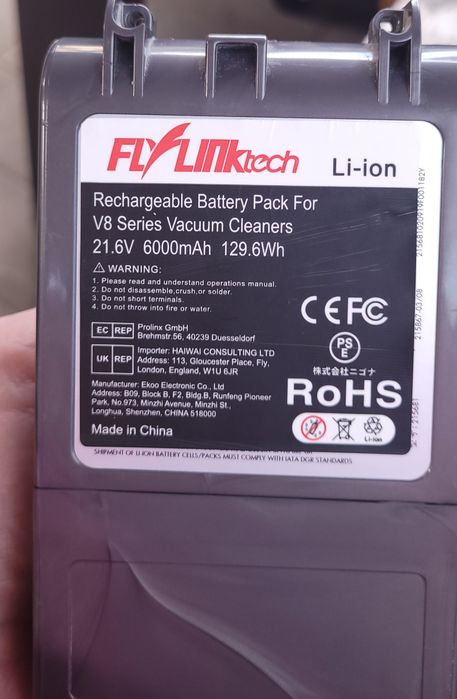 FLYLINKtech
Li-ion
Rechargeable Battery Pack For
V8 Series Vacuum Cleaners
21.6V 6000mAh 129.6Wh
WARNING:
1. Please read and understand operations manual.
2. Do not disassemble,crush,or solder.
3. Do not short terminals.
4. Do not throw into fire or water.
EC REP
Prolinx GmbH
Brehmstr.56, 40239 Duesseldorf
UK REP
Importer: HAIWAI CONSULTING LTD
Address: 113, Gloucester Place, Fly,
London, England, W1U 6JR
Manufacturer: Ekoo Electronic Co., Ltd
Address: B09, Block B, F2, Bldg.B, Runfeng Pioneer
Park, No.973, Minzhi Avenue, Minzhi St.,
Longhua, Shenzhen, CHINA 518000
Made in China
CE FC
PS
E
株式会社ニゴナ
RoHS
Li-ion
SHIPMENT OF LI-ION BATTERY CELLS/PACKS MUST COMPLY WITH IATA DGR STANDARDS
215867-03/08